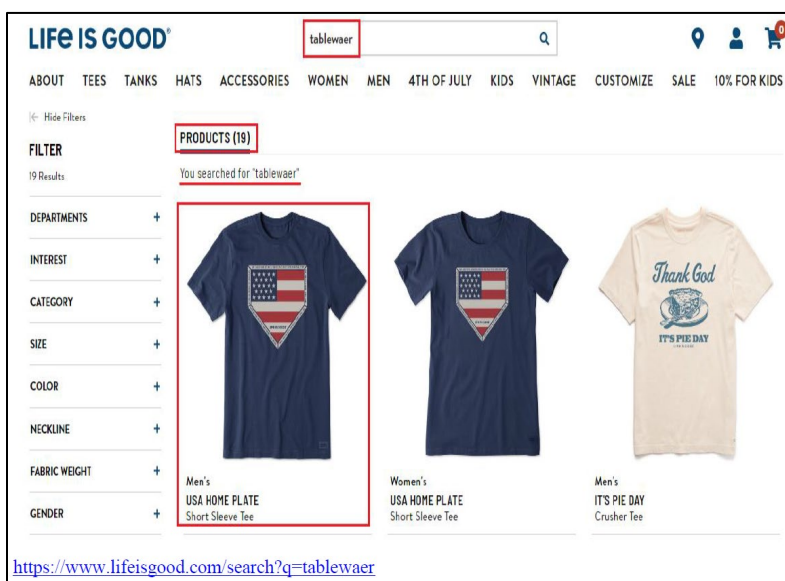 LIFE IS GOOD®
tablewaer
0
ABOUT TEES TANKS HATS ACCESSORIES WOMEN MEN 4TH OF JULY KIDS VINTAGE CUSTOMIZE SALE 10% FOR KIDS
Hide Filters
FILTER
19 Results
PRODUCTS (19)
You searched for "tablewaer"
DEPARTMENTS +
INTEREST +
CATEGORY +
SIZE +
COLOR +
NECKLINE +
FABRIC WEIGHT +
GENDER +
Thank God
IT'S PIE DAY
Men's
USA HOME PLATE
Short Sleeve Tee
Women's
USA HOME PLATE
Short Sleeve Tee
Men's
IT'S PIE DAY
Crusher Tee
https://www.lifeisgood.com/search?q=tablewaer